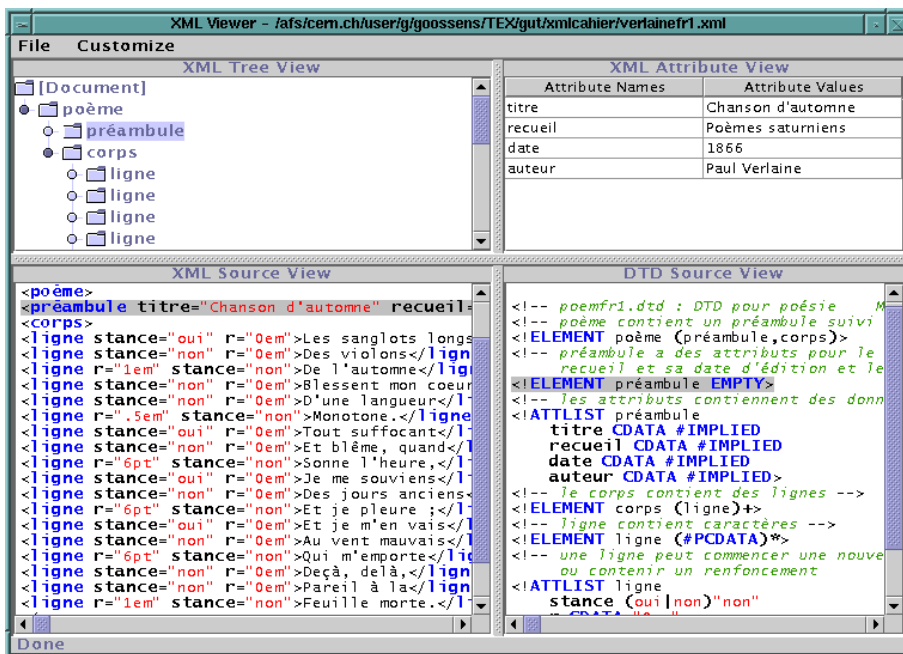 XML Viewer - /afs/cern.ch/user/g/goossens/TEX/gut/xmlcahier/verlainefr1.xml
File Customize
XML Tree View
[Document]
poème
préambule
corps
ligne
ligne
ligne
ligne
XML Attribute View
Attribute Names Attribute Values
titre Chanson d'automne
recueil Poèmes saturniens
date 1866
auteur Paul Verlaine
XML Source View
<poème>
<préambule titre="Chanson d'automne" recueil=
<corps>
<ligne stance="oui" r="0em">Les sanglots longs
<ligne stance="non" r="0em">Des violons</lign
<ligne r="1em" stance="non">De l'automne</lig
<ligne stance="non" r="0em">Blessent mon coeur
<ligne stance="non" r="0em">D'une langueur</l
<ligne r=".5em" stance="non">Monotone.</ligne
<ligne stance="oui" r="0em">Tout suffocant</l
<ligne stance="non" r="0em">Et blême, quand</l
<ligne r="6pt" stance="non">Sonne l'heure,</l
<ligne stance="oui" r="0em">Je me souviens</l
<ligne stance="non" r="0em">Des jours anciens<
<ligne r="6pt" stance="non">Et je pleure ;</l
<ligne stance="oui" r="0em">Et je m'en vais</l
<ligne stance="non" r="0em">Au vent mauvais</l
<ligne r="6pt" stance="non">Qui m'emporte</lig
<ligne stance="non" r="0em">Deçà, delà,</lign
<ligne stance="non" r="0em">Pareil à la</lign
<ligne r="1em" stance="non">Feuille morte.</l
DTD Source View
<!-- poemfr1.dtd : DTD pour poésie M
<!-- poème contient un préambule suivi
<!ELEMENT poème (préambule,corps)>
<!-- préambule a des attributs pour le
recueil et sa date d'édition et le
<!ELEMENT préambule EMPTY>
<!-- les attributs contiennent des donn
<!ATTLIST préambule
titre CDATA #IMPLIED
recueil CDATA #IMPLIED
date CDATA #IMPLIED
auteur CDATA #IMPLIED>
<!-- le corps contient des lignes -->
<!ELEMENT corps (ligne)+>
<!-- ligne contient caractères -->
<!ELEMENT ligne (#PCDATA)*>
<!-- une ligne peut commencer une nouve
ou contenir un renfoncement
<!ATTLIST ligne
stance (oui|non)"non"
Done